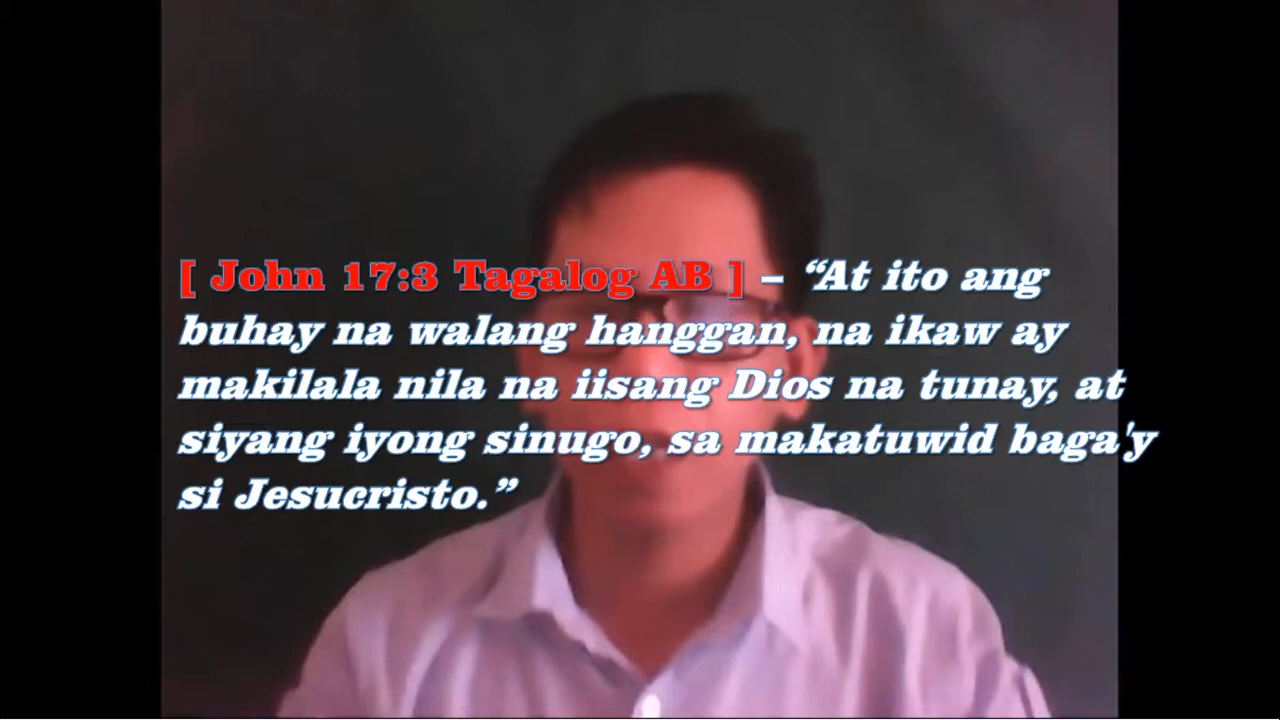 [ John 17:3 Tagalog AB ] – “At ito ang
buhay na walang hanggan, na ikaw ay
makilala nila na iisang Dios na tunay, at
siyang iyong sinugo, sa makatuwid baga'y
si Jesucristo.”